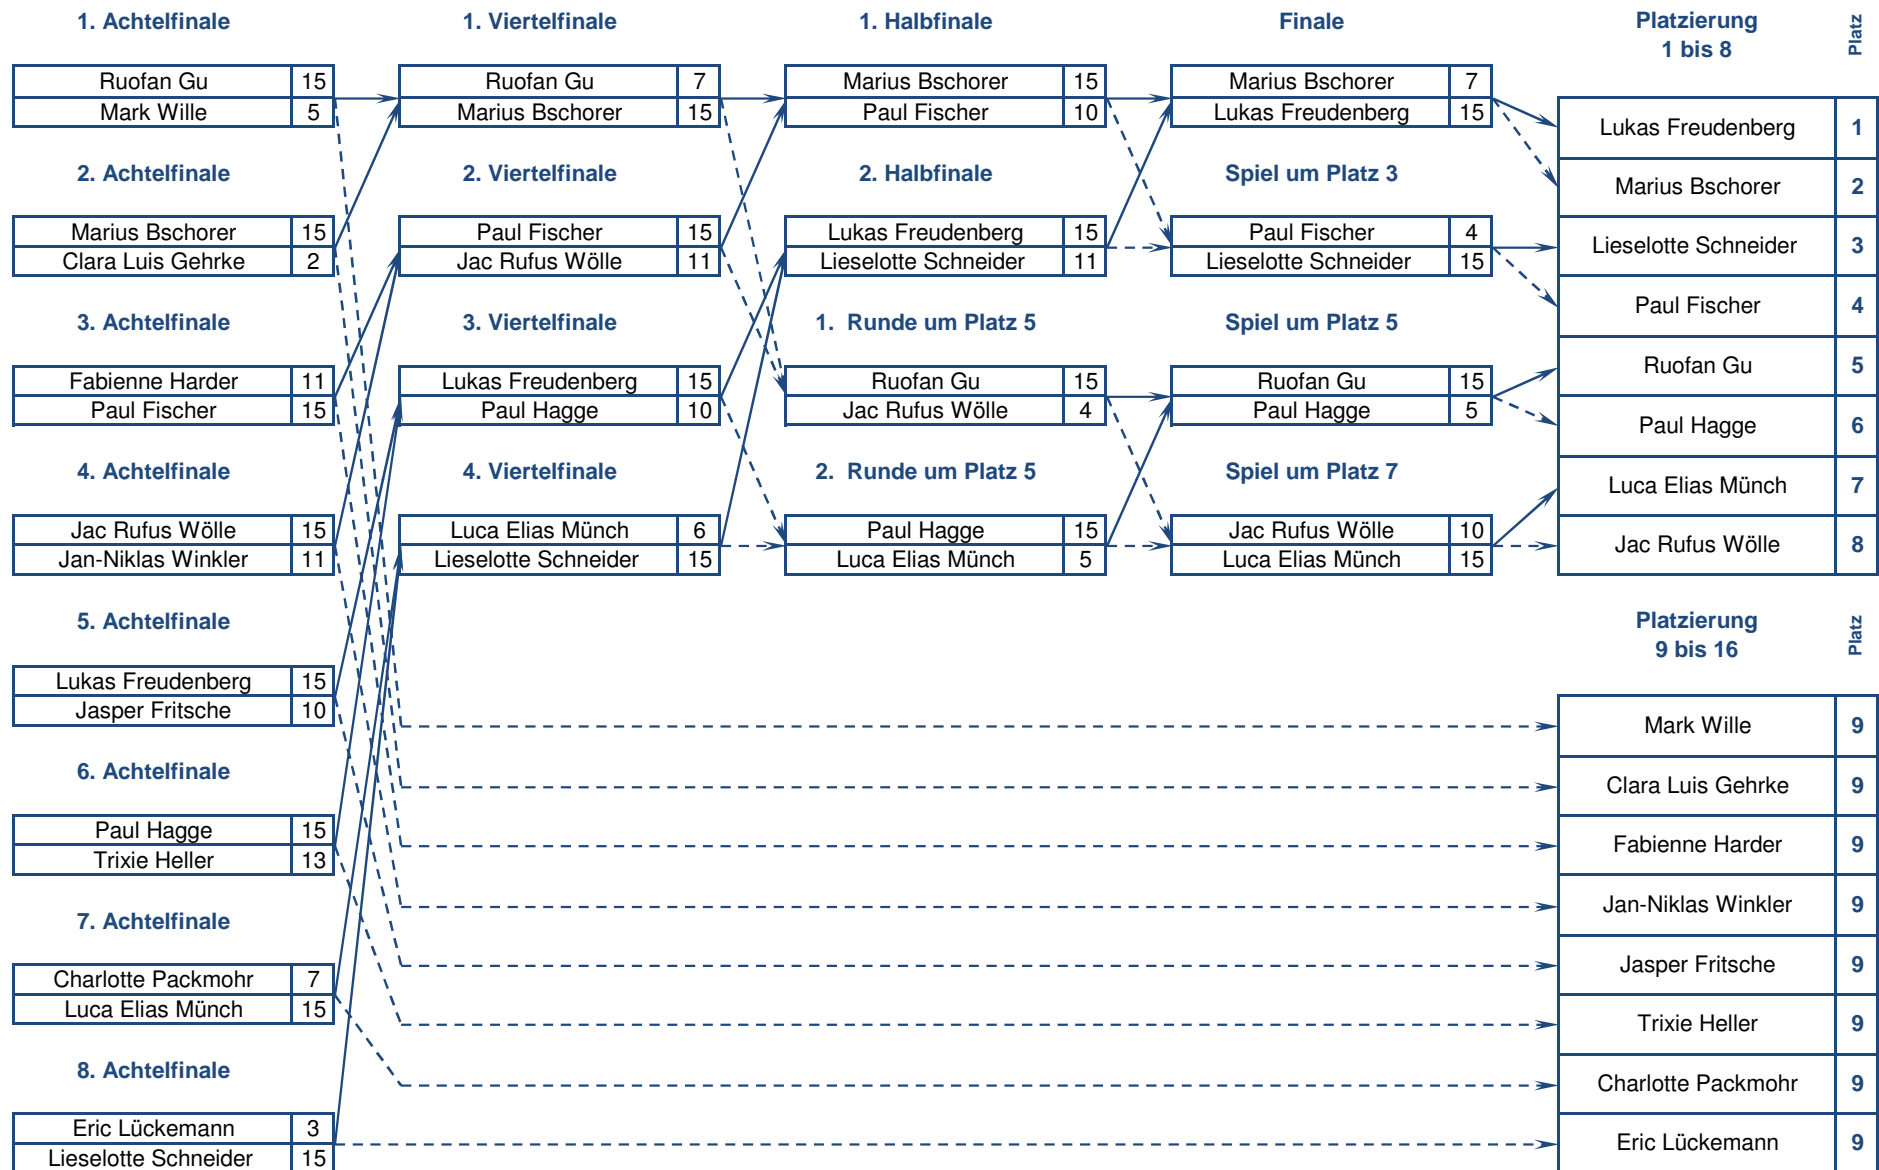 1. Achtelfinale
1. Viertelfinale
1. Halbfinale
Finale
Platzierung
1 bis 8
Platz
Ruofan Gu 15
Mark Wille 5
Ruofan Gu 7
Marius Bschorer 15
Marius Bschorer 15
Paul Fischer 10
Marius Bschorer 7
Lukas Freudenberg 15
Lukas Freudenberg 1
Marius Bschorer 2
2. Achtelfinale
2. Viertelfinale
2. Halbfinale
Spiel um Platz 3
Marius Bschorer 15
Clara Luis Gehrke 2
Paul Fischer 15
Jac Rufus Wölle 11
Lukas Freudenberg 15
Lieselotte Schneider 11
Paul Fischer 4
Lieselotte Schneider 15
Lieselotte Schneider 3
Paul Fischer 4
3. Achtelfinale
3. Viertelfinale
1. Runde um Platz 5
Spiel um Platz 5
Fabienne Harder 11
Paul Fischer 15
Lukas Freudenberg 15
Paul Hagge 10
Ruofan Gu 15
Jac Rufus Wölle 4
Ruofan Gu 15
Paul Hagge 5
Ruofan Gu 5
Paul Hagge 6
4. Achtelfinale
4. Viertelfinale
2. Runde um Platz 5
Spiel um Platz 7
Jac Rufus Wölle 15
Jan-Niklas Winkler 11
Luca Elias Münch 6
Lieselotte Schneider 15
Paul Hagge 15
Luca Elias Münch 5
Jac Rufus Wölle 10
Luca Elias Münch 15
Luca Elias Münch 7
Jac Rufus Wölle 8
5. Achtelfinale
Platzierung
9 bis 16
Platz
Lukas Freudenberg 15
Jasper Fritsche 10
Mark Wille 9
6. Achtelfinale
Clara Luis Gehrke 9
Paul Hagge 15
Trixie Heller 13
Fabienne Harder 9
7. Achtelfinale
Jan-Niklas Winkler 9
Charlotte Packmohr 7
Luca Elias Münch 15
Jasper Fritsche 9
Trixie Heller 9
8. Achtelfinale
Charlotte Packmohr 9
Eric Lückemann 3
Lieselotte Schneider 15
Eric Lückemann 9